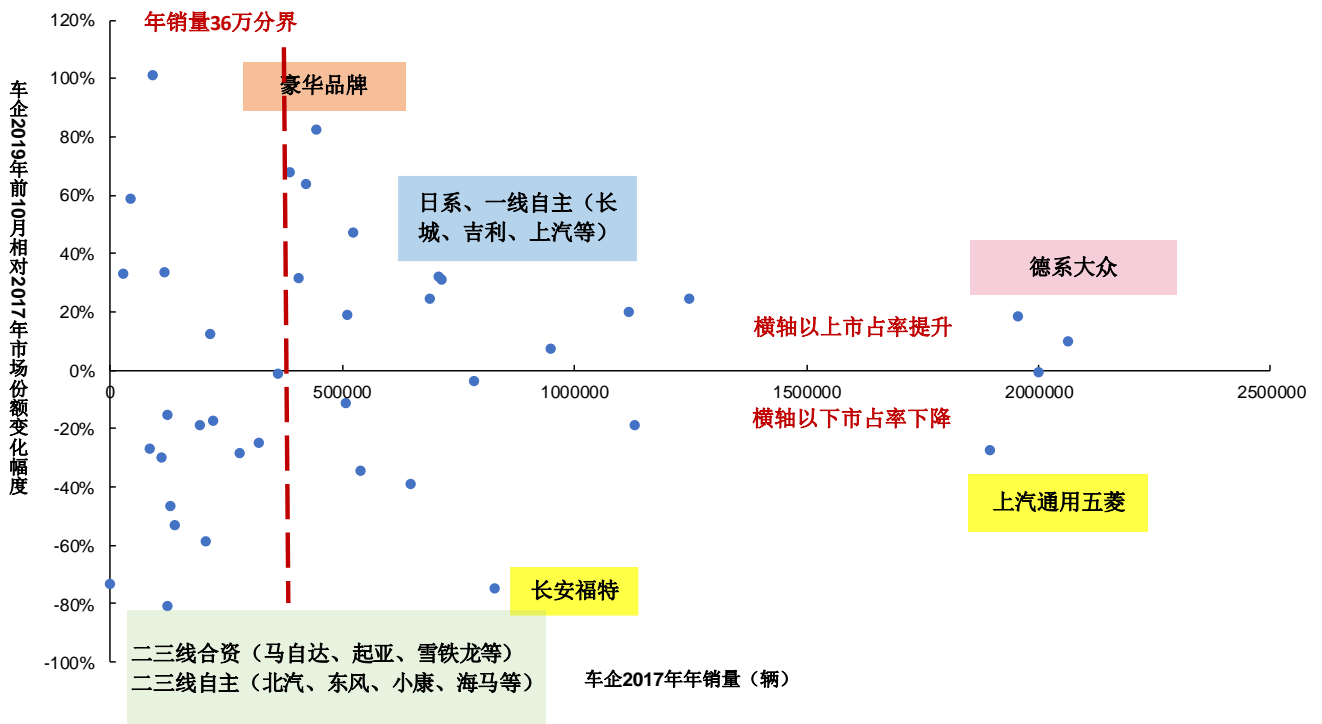 年销量36万分界
120%
100%
80%
60%
40%
20%
0%
-20%
-40%
-60%
-80%
-100%
车企2019年前10月相对2017年市场份额变化幅度
豪华品牌
日系、一线自主（长
城、吉利、上汽等）
德系大众
横轴以上市占率提升
0
500000
1000000
1500000
2000000
2500000
横轴以下市占率下降
上汽通用五菱
长安福特
二三线合资（马自达、起亚、雪铁龙等）
二三线自主（北汽、东风、小康、海马等）
车企2017年年销量（辆）